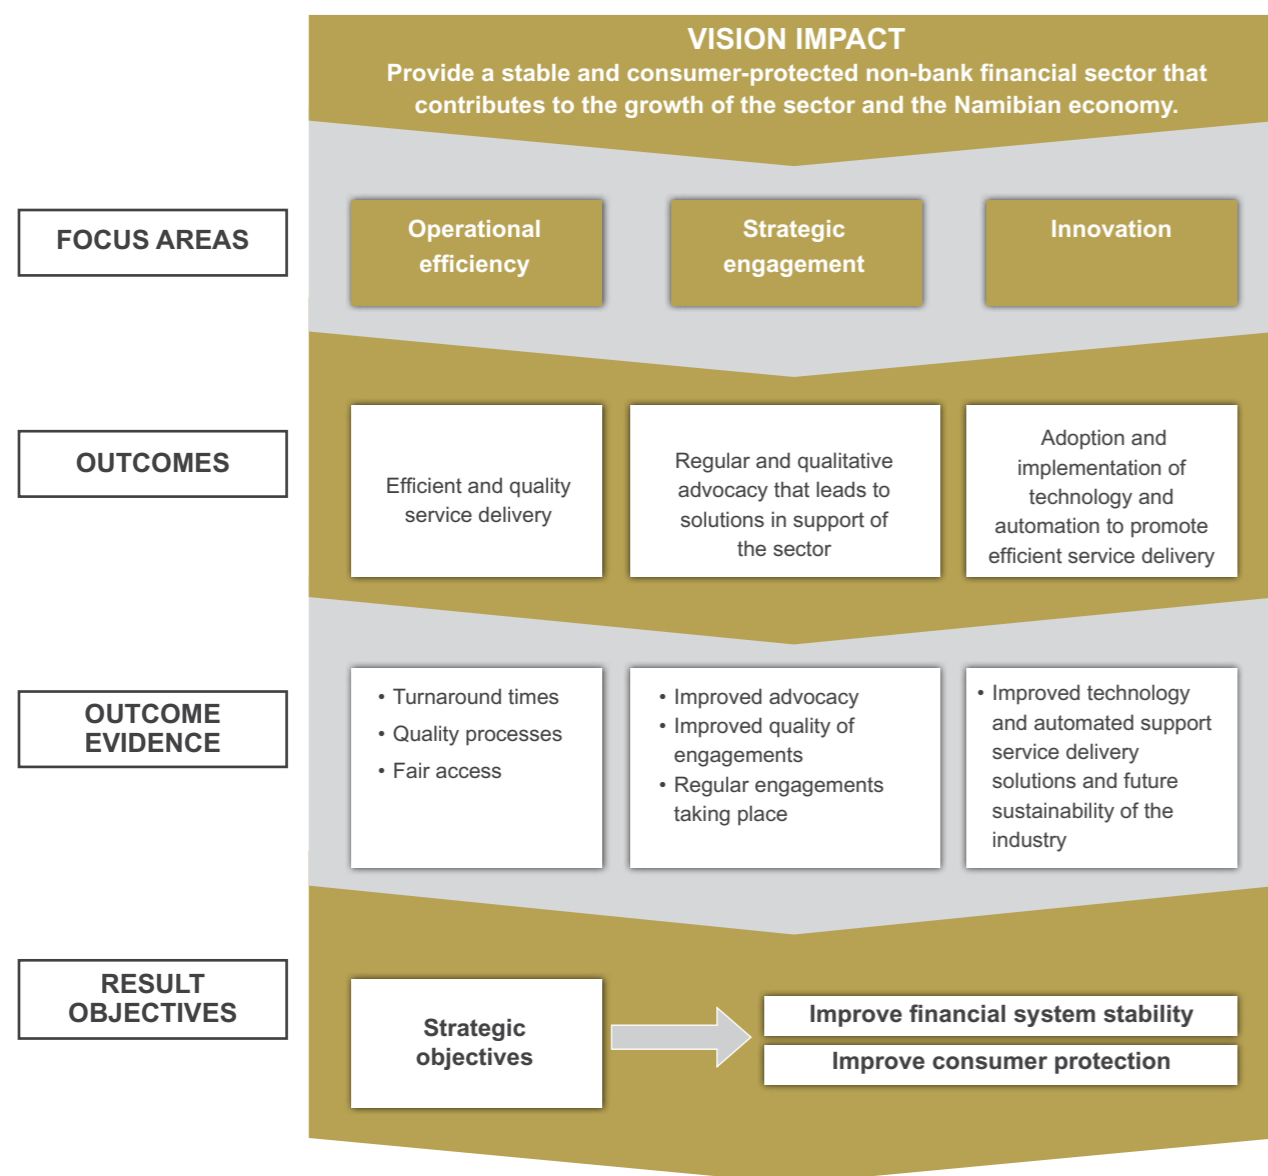 VISION IMPACT
Provide a stable and consumer-protected non-bank financial sector that
contributes to the growth of the sector and the Namibian economy.
FOCUS AREAS
Operational
efficiency
Strategic
engagement
Innovation
OUTCOMES
Efficient and quality
service delivery
Regular and qualitative
advocacy that leads to
solutions in support of
the sector
Adoption and
implementation of
technology and
automation to promote
efficient service delivery
OUTCOME
EVIDENCE
• Turnaround times
• Quality processes
• Fair access
• Improved advocacy
• Improved quality of
engagements
• Regular engagements
taking place
• Improved technology
and automated support
service delivery
solutions and future
sustainability of the
industry
RESULT
OBJECTIVES
Strategic
objectives
Improve financial system stability
Improve consumer protection